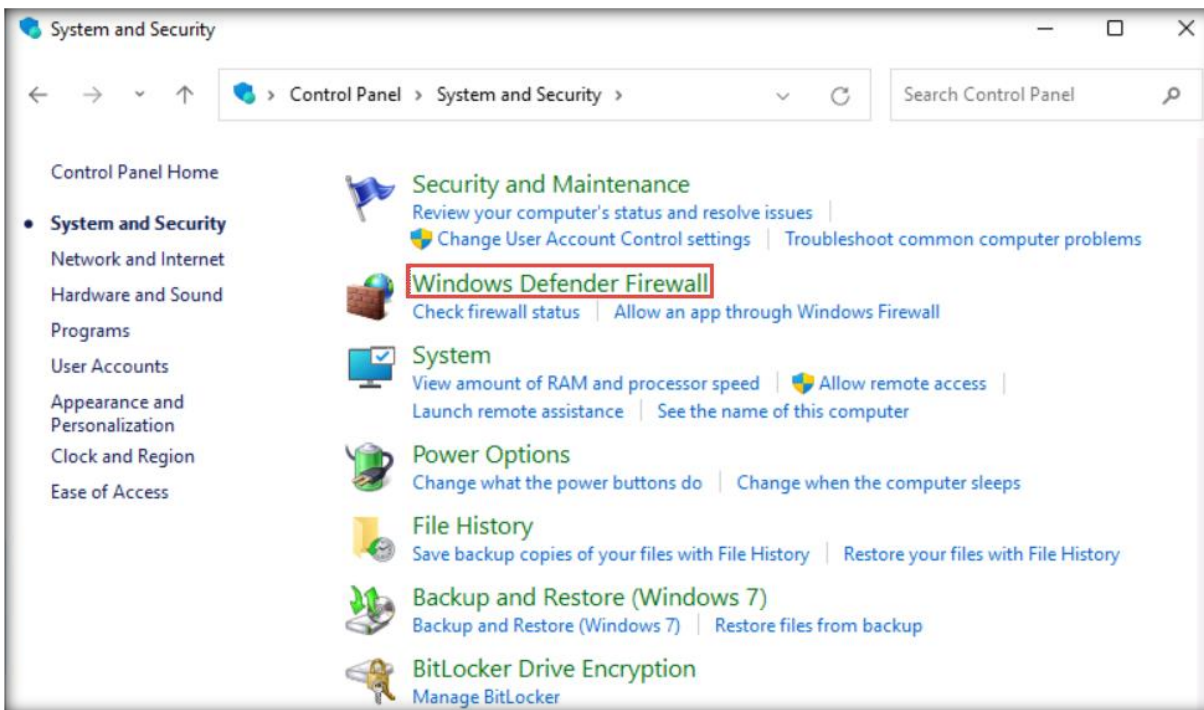 System and Security
Control Panel > System and Security >
Search Control Panel
Control Panel Home
System and Security
Network and Internet
Hardware and Sound
Programs
User Accounts
Appearance and
Personalization
Clock and Region
Ease of Access
Security and Maintenance
Review your computer's status and resolve issues
Change User Account Control settings
Troubleshoot common computer problems
Windows Defender Firewall
Check firewall status
Allow an app through Windows Firewall
System
View amount of RAM and processor speed
Allow remote access
Launch remote assistance
See the name of this computer
Power Options
Change what the power buttons do
Change when the computer sleeps
File History
Save backup copies of your files with File History
Restore your files with File History
Backup and Restore (Windows 7)
Backup and Restore (Windows 7)
Restore files from backup
BitLocker Drive Encryption
Manage BitLocker